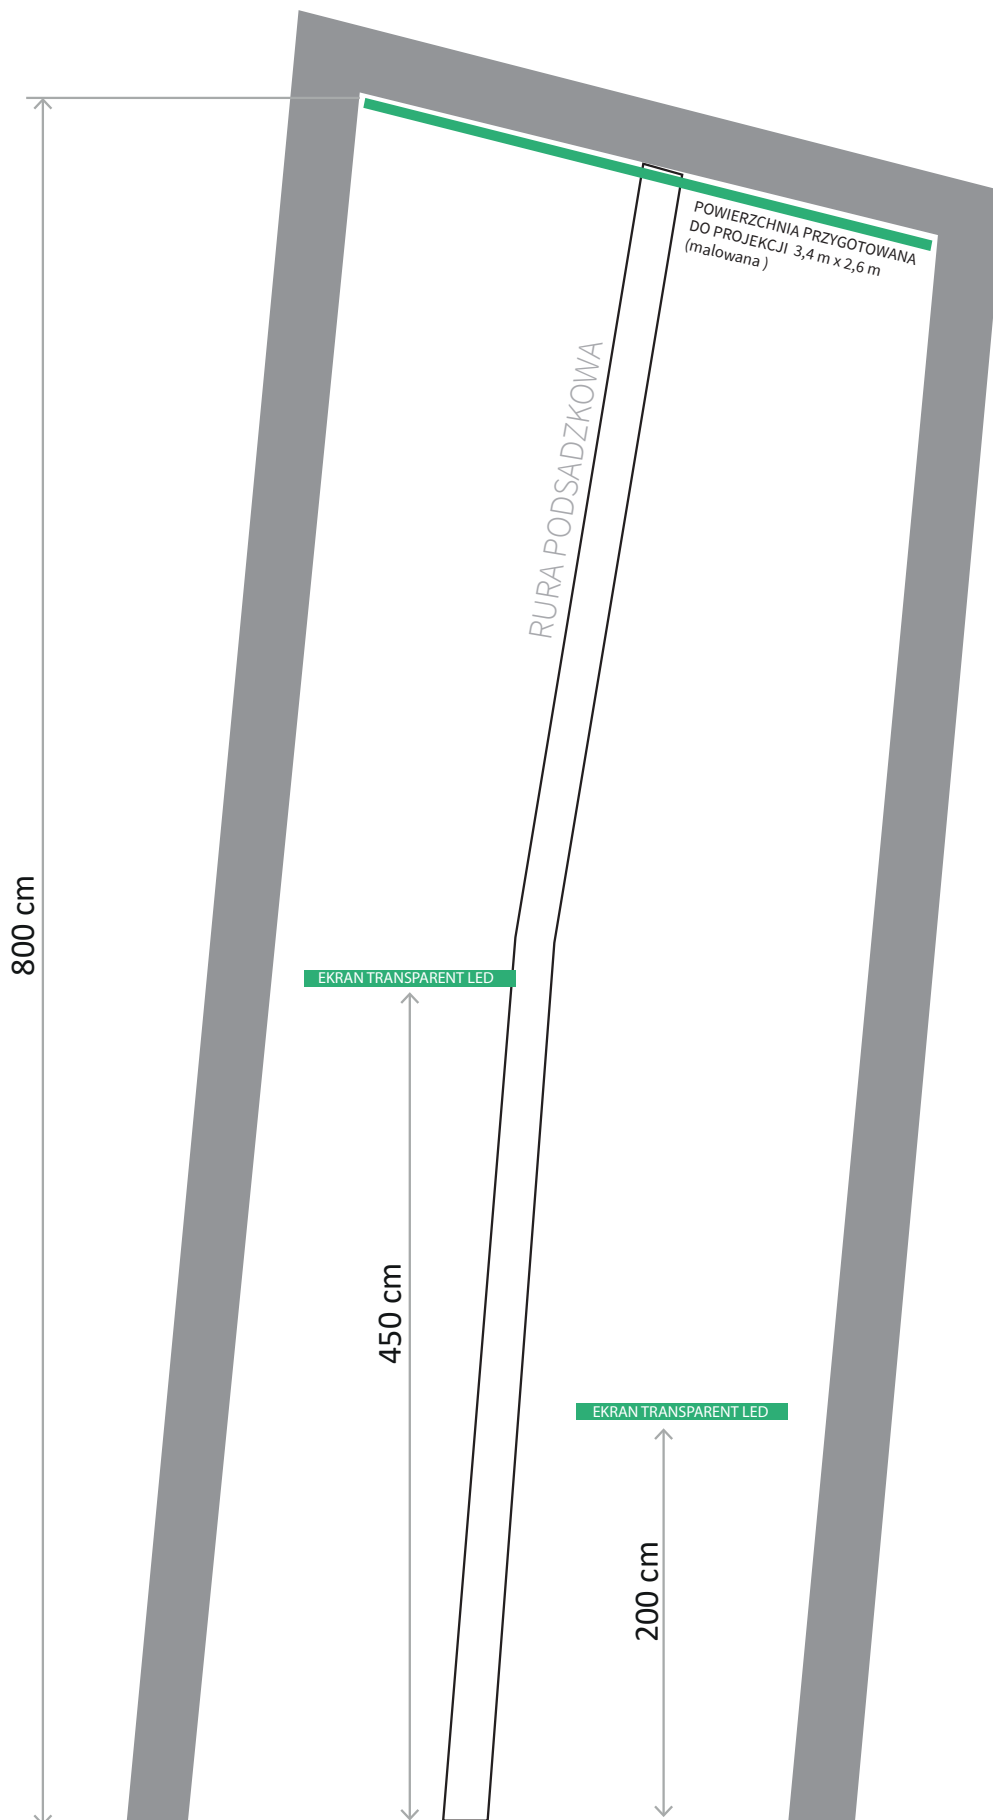 POWIERZCHNIA PRZYGOTOWANA
DO PROJEKCJI 3,4 m x 2,6 m
(malowana )
RURA PODSADZKOWA
800 cm
EKRAN TRANSPARENT LED
450 cm
EKRAN TRANSPARENT LED
200 cm